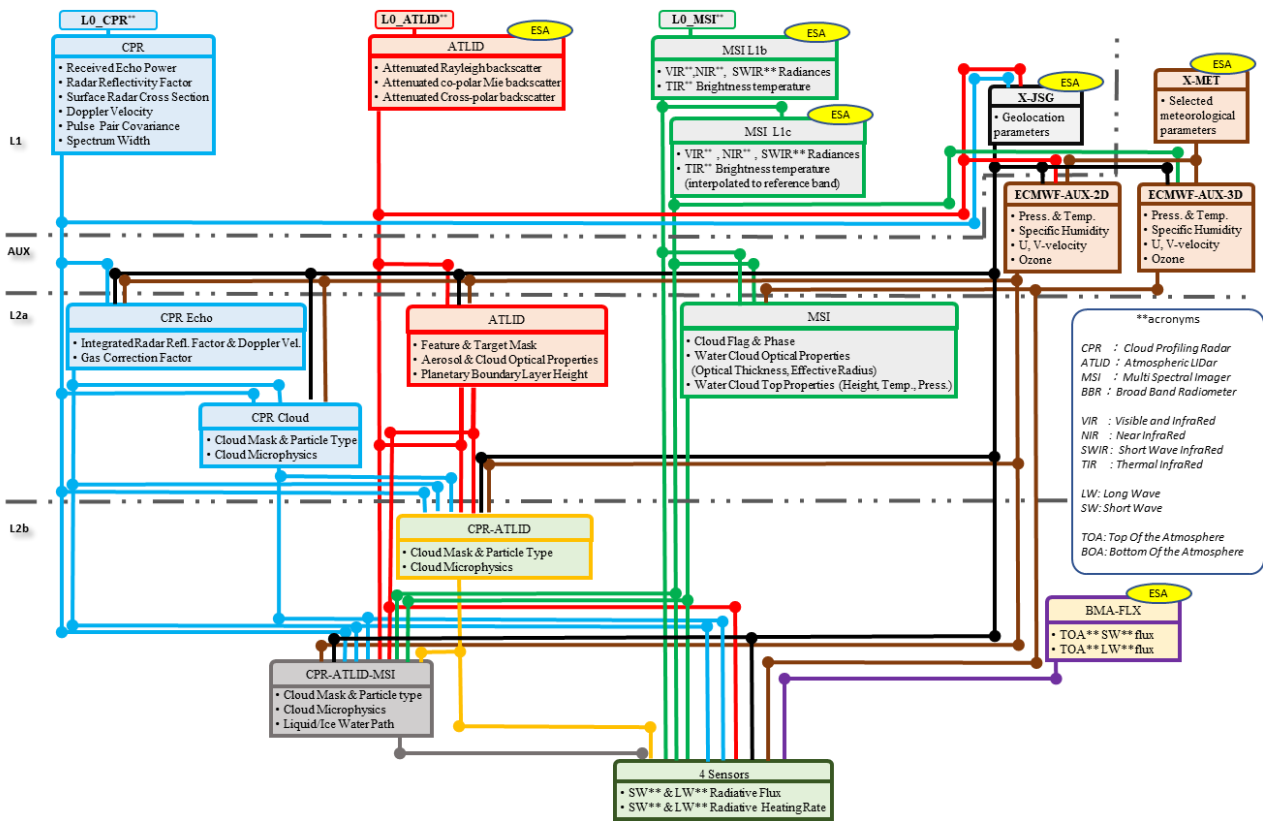 L0_CPR**
L0_ATLID**
L0_MSI**
CPR
• Received Echo Power
• Radar Reflectivity Factor
• Surface Radar Cross Section
• Doppler Velocity
• Pulse Pair Covariance
• Spectrum Width
ESA
ATLID
• Attenuated Rayleigh backscatter
• Attenuated co-polar Mie backscatter
• Attenuated Cross-polar backscatter
ESA
MSI L1b
• VIR**,NIR**, SWIR** Radiances
• TIR** Brightness temperature
ESA
MSI L1c
• VIR** , NIR** , SWIR** Radiances
• TIR** Brightness temperature
(interpolated to reference band)
ESA
X-JSG
• Geolocation
parameters
ESA
X-MET
• Selected
meteorological
parameters
L1
ECMWF-AUX-2D
• Press. & Temp.
• Specific Humidity
• U, V-velocity
• Ozone
ECMWF-AUX-3D
• Press. & Temp.
• Specific Humidity
• U, V-velocity
• Ozone
AUX
L2a
CPR Echo
• Integrated Radar Refl. Factor & Doppler Vel.
• Gas Correction Factor
ATLID
• Feature & Target Mask
• Aerosol & Cloud Optical Properties
• Planetary Boundary Layer Height
MSI
• Cloud Flag & Phase
• Water Cloud Optical Properties
(Optical Thickness, Effective Radius)
• Water Cloud Top Properties (Height, Temp., Press.)
CPR Cloud
• Cloud Mask & Particle Type
• Cloud Microphysics
**acronyms
CPR : Cloud Profiling Radar
ATLID : Atmospheric LIDar
MSI : Multi Spectral Imager
BBR : Broad Band Radiometer
VIR : Visible and InfraRed
NIR : Near InfraRed
SWIR : Short Wave InfraRed
TIR : Thermal InfraRed
LW: Long Wave
SW: Short Wave
TOA: Top Of the Atmosphere
BOA: Bottom Of the Atmosphere
L2b
CPR-ATLID
• Cloud Mask & Particle Type
• Cloud Microphysics
ESA
BMA-FLX
• TOA** SW** flux
• TOA** LW** flux
CPR-ATLID-MSI
• Cloud Mask & Particle type
• Cloud Microphysics
• Liquid/Ice Water Path
4 Sensors
• SW** & LW** Radiative Flux
• SW** & LW** Radiative Heating Rate